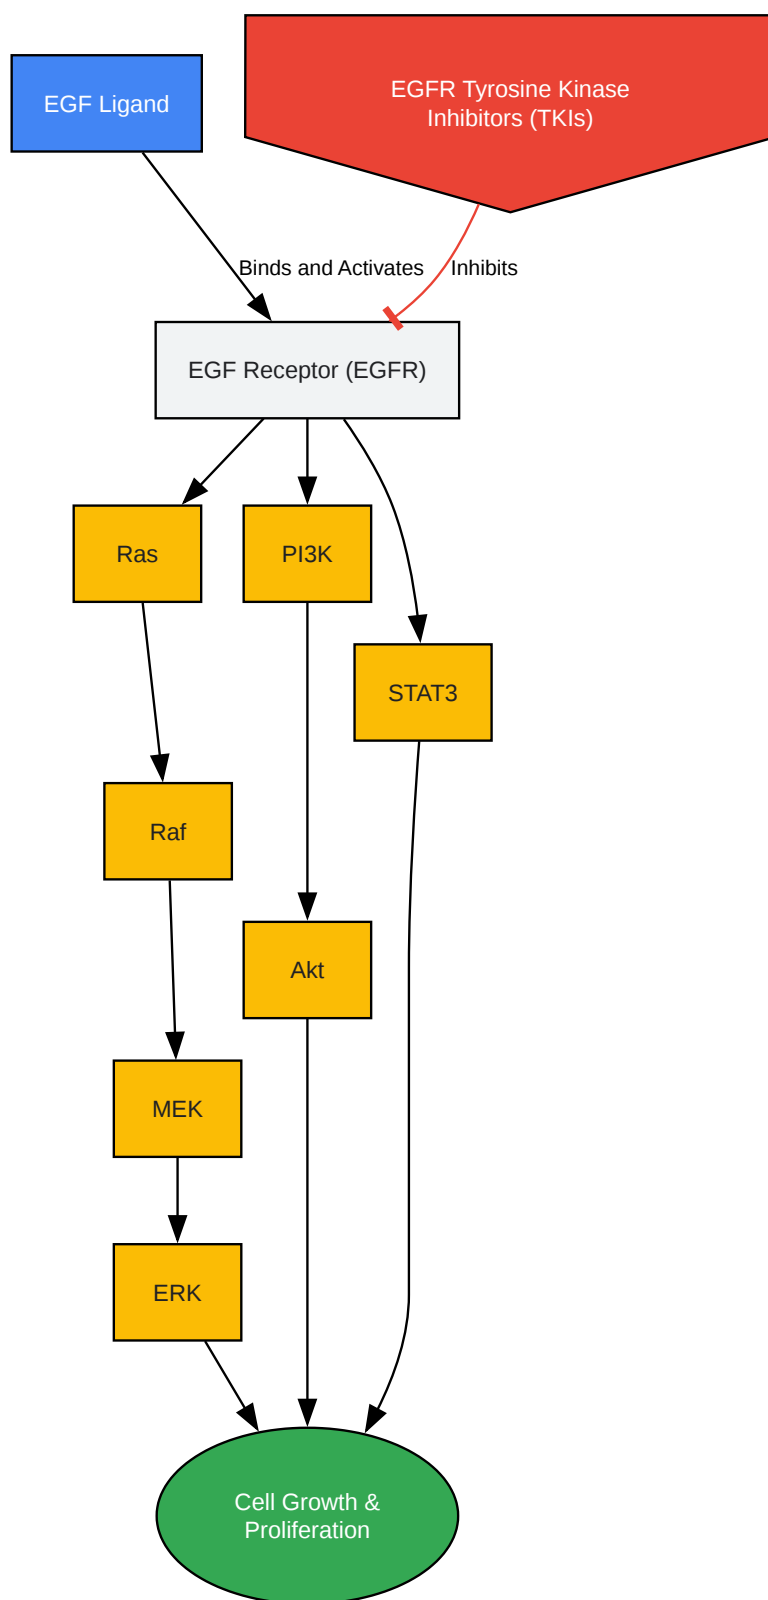 EGF Ligand
EGFR Tyrosine Kinase
Inhibitors (TKIs)
Binds and Activates
Inhibits
EGF Receptor (EGFR)
Ras
PI3K
STAT3
Raf
Akt
MEK
ERK
Cell Growth &
Proliferation